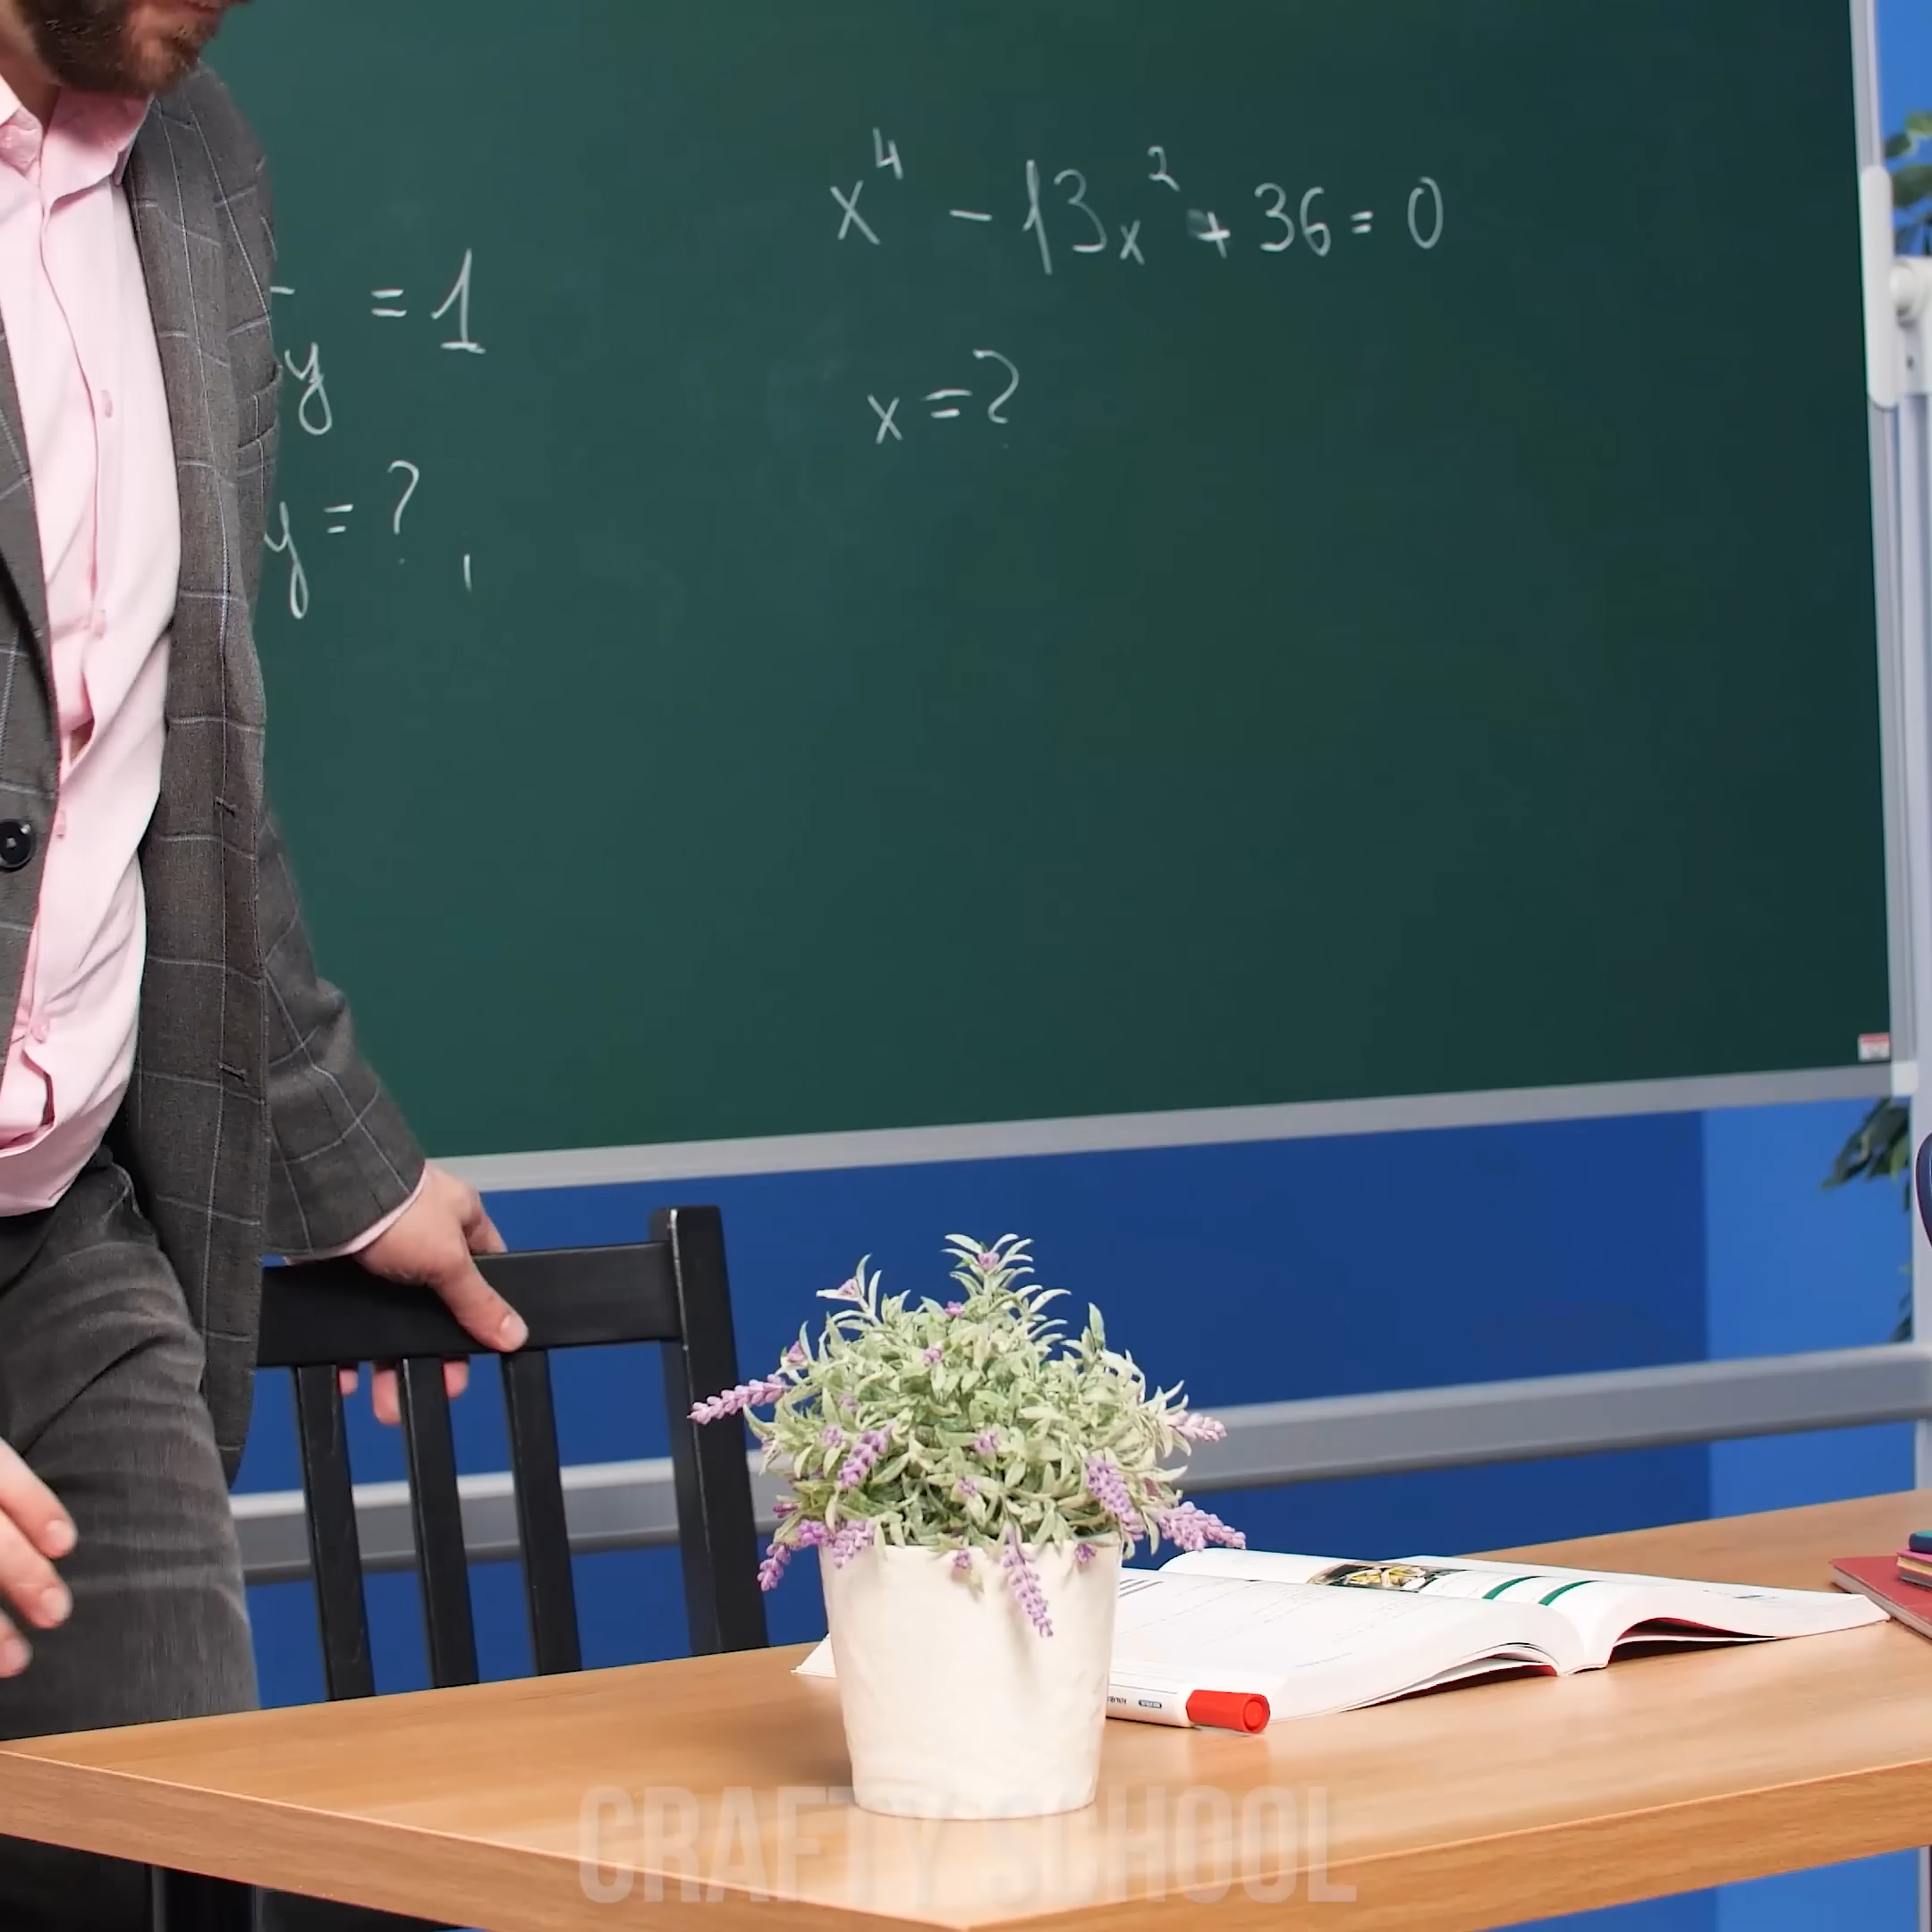 = 1
y
y = ?
x⁴ - 13x² + 36 = 0
x = ?
CRAFTY SCHOOL